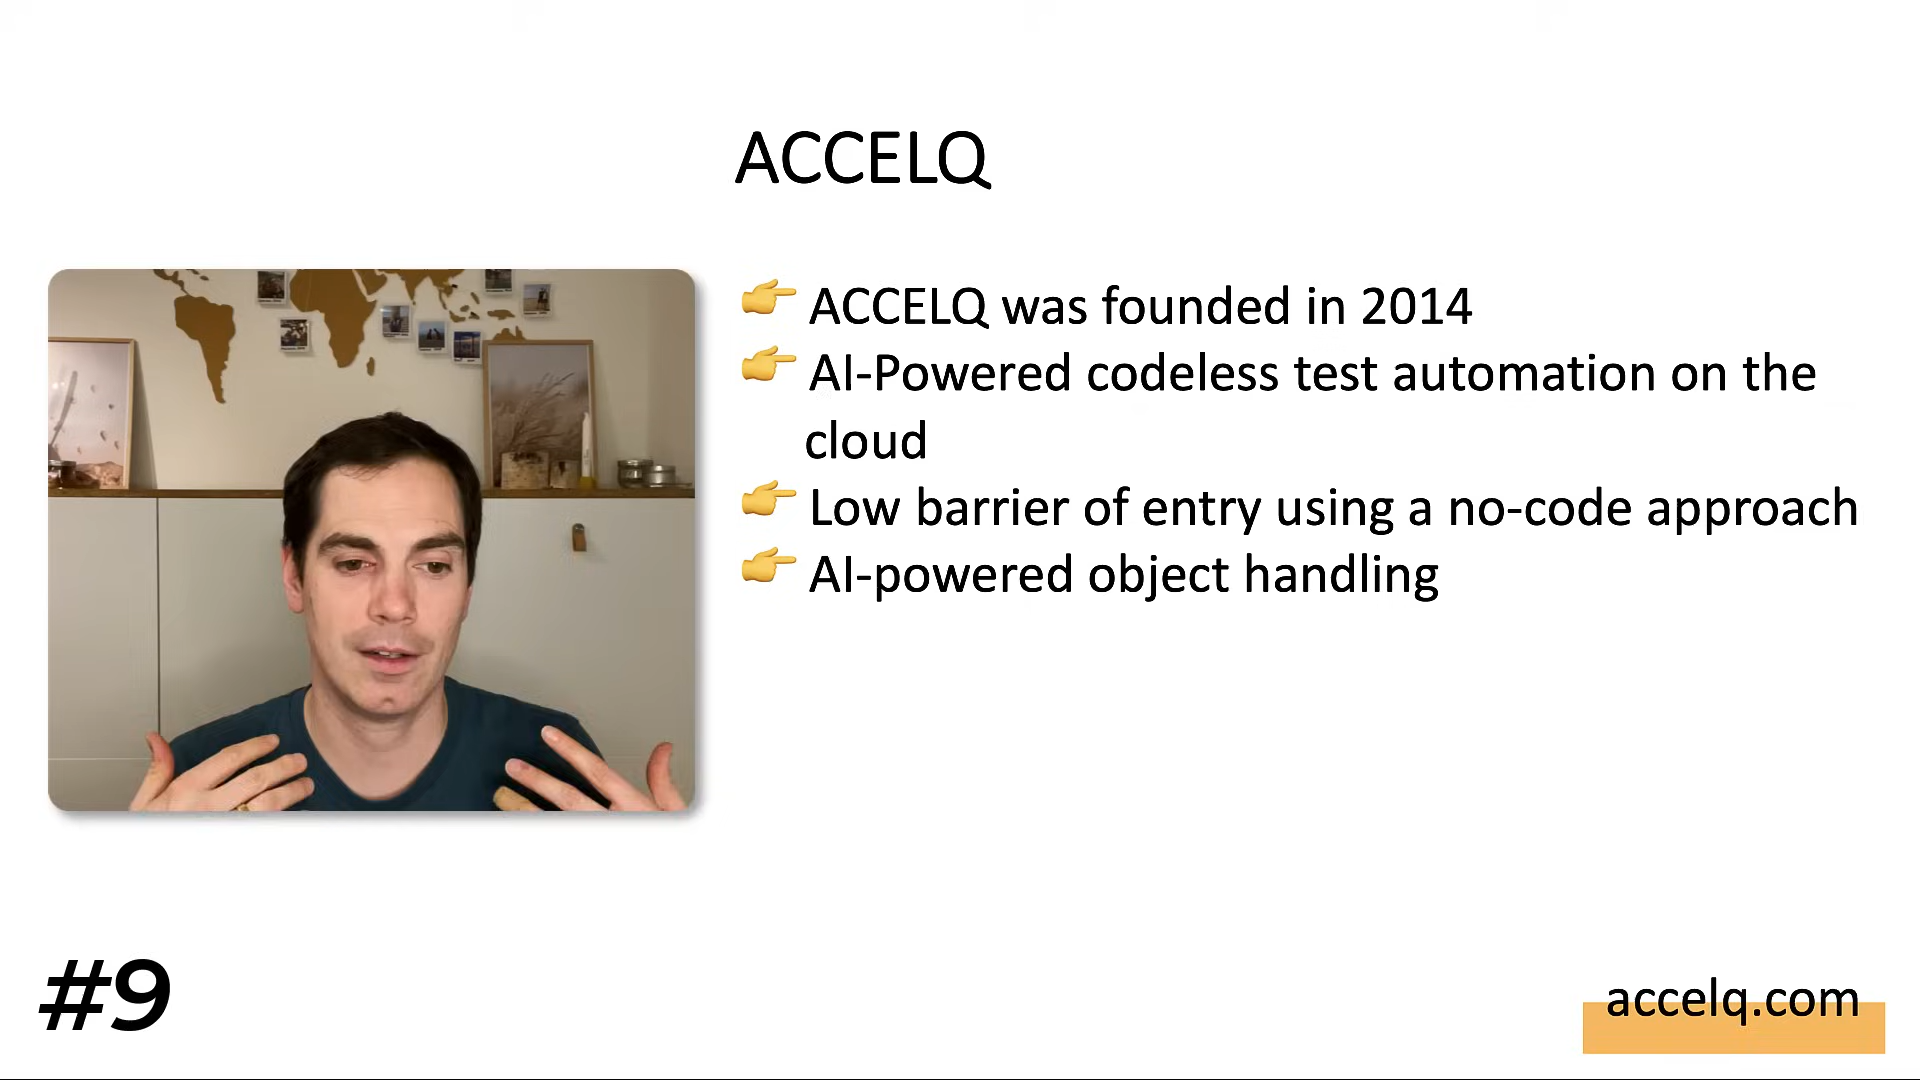 ACCELQ
👉 ACCELQ was founded in 2014
👉 AI-Powered codeless test automation on the
cloud
👉 Low barrier of entry using a no-code approach
👉 AI-powered object handling
#9
accelq.com